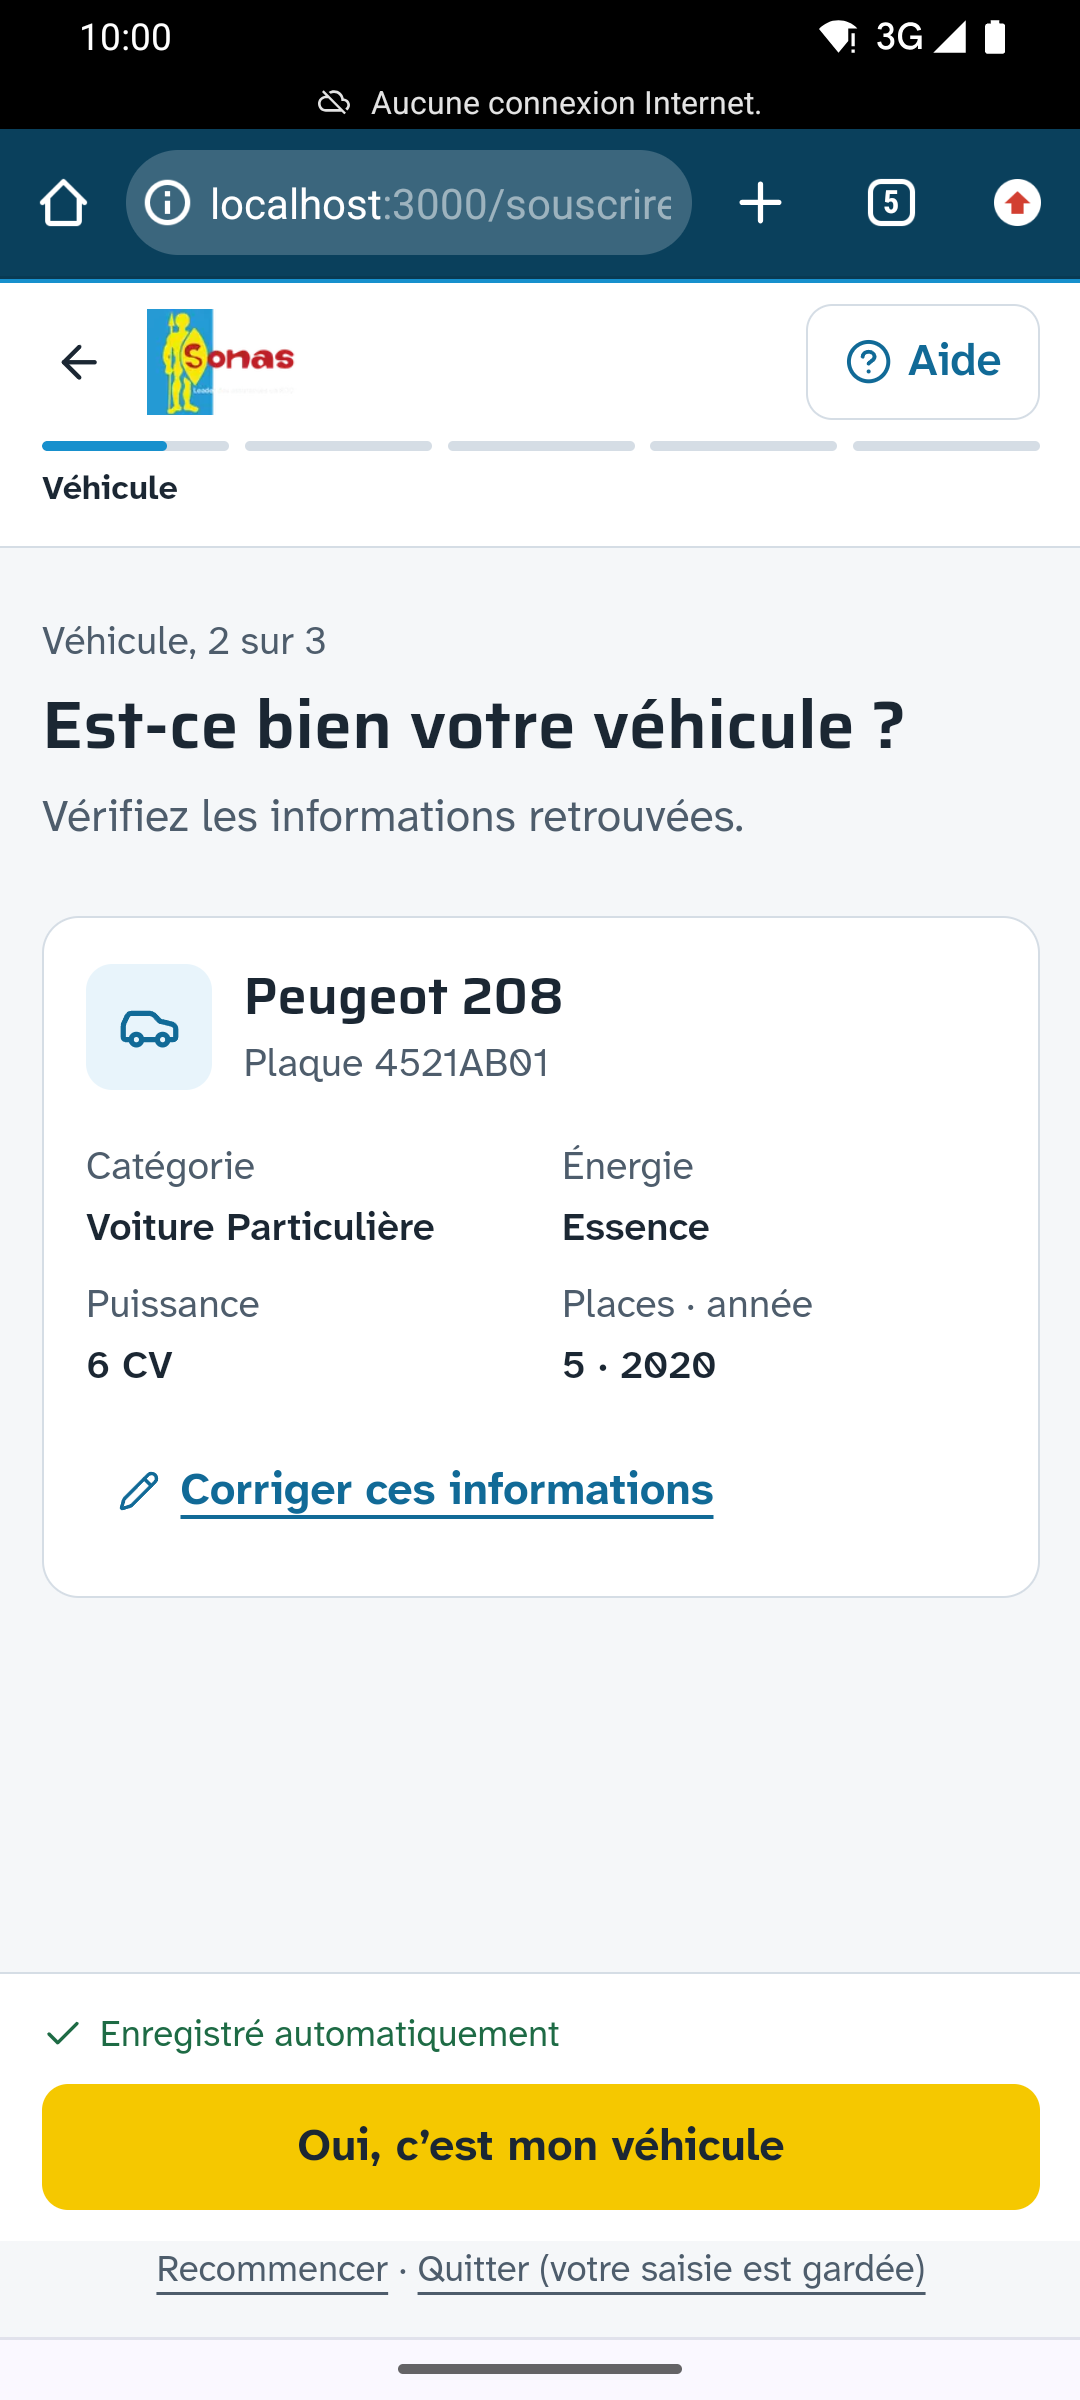 10:00
3G
Aucune connexion Internet.
localhost:3000/souscrire
5
Sonas
Aide
Véhicule
Véhicule, 2 sur 3
Est-ce bien votre véhicule ?
Vérifiez les informations retrouvées.
Peugeot 208
Plaque 4521AB01
Catégorie
Énergie
Voiture Particulière
Essence
Puissance
Places · année
6 CV
5 · 2020
Corriger ces informations
Enregistré automatiquement
Oui, c’est mon véhicule
Recommencer · Quitter (votre saisie est gardée)